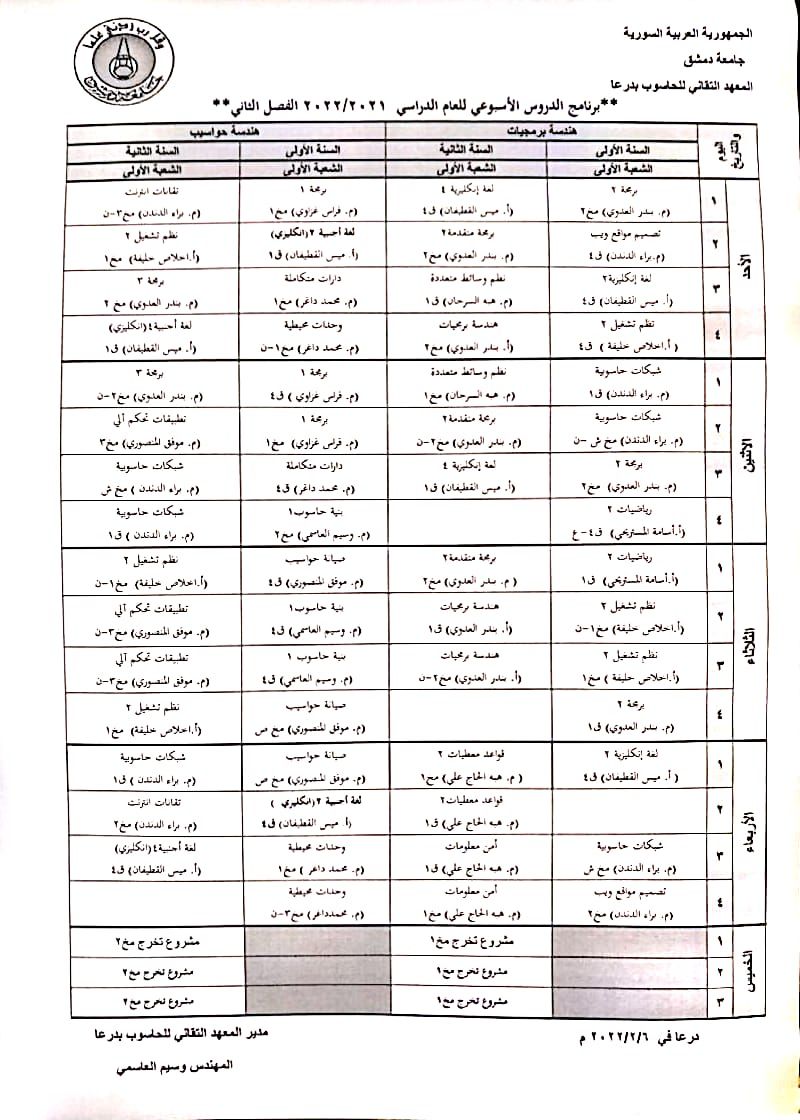 الجمهورية العربية السورية
جامعة دمشق
المعهد التقاني للحاسوب بدرعا
وقل رب زدني علما
جامعة دمشق
**برنامج الدروس الأسبوعي للعام الدراسي ٢٠٢٢/٢٠٢١ الفصل الثاني**
اليوم والتاريخ هندسة برمجيات هندسة حواسيب
السنة الأولى السنة الثانية السنة الأولى السنة الثانية
الشعبة الأولى الشعبة الأولى الشعبة الأولى الشعبة الأولى
الأحد
١ برمجة ٢ لغة إنكليزية ٤ برمجة ١ تقانات انترنت
(م. بندر العدوي) مخ٢ (أ. ميس القطيفان) ق٤ (م. فراس غزاوي) مخ١ (م. براء الدندن) مخ٣-ن
٢ تصميم مواقع ويب برمجة متقدمة٢ لغة أجنبية ٢(انكليزي) نظم تشغيل ٢
(م.براء الدندن) ق٤ (م. بندر العدوي) مخ٢ (أ.ميس القطيفان) ق١ (أ.اخلاص خليفة) مخ١
٣ لغة إنكليزية٢ نظم وسائط متعددة دارات متكاملة برمجة ٣
(أ. ميس القطيفان) ق٤ (م. هبه السرحان) ق١ (م. محمد داغر) مخ١ (م. بندر العدوي) مخ ٢
٤ نظم تشغيل ٢ هندسة برمجيات وحدات محيطية لغة أجنبية٤(انكليزي)
(أ.اخلاص خليفة ) ق٤ (أ. بندر العدوي) مخ٢ (م.محمد داغر) مخ١-ن (أ. ميس القطيفان) ق١
الاثنين
١ شبكات حاسوبية نظم وسائط متعددة برمجة ١ برمجة ٣
(م. براء الدندن) ق١ (م. هبه السرحان) مخ١ (م. فراس غزاوي ) ق٤ (م. بندر العدوي) مخ٢-ن
٢ شبكات حاسوبية برمجة متقدمة٢ برمجة ١ تطبيقات تحكم آلي
(م. براء الدندن) مخ ش -ن (م. بندر العدوي) مخ٢-ن (م. فراس غزاوي) مخ١ (م. موفق المنصوري) مخ٣
٣ برمجة ٢ لغة إنكليزية ٤ دارات متكاملة شبكات حاسوبية
(م. بندر العدوي) مخ٢ (أ. ميس القطيفان) ق١ (م. محمد داغر) ق٤ (م. براء الدندن ) مخ ش
٤ رياضيات ٢ بنية حاسوب١ شبكات حاسوبية
(أ.أسامة المستريحي) ق٤-ع (م. وسيم العاسمي) مخ٢ (م. براء الدندن ) ق١
الثلاثاء
١ رياضيات ٢ برمجة متقدمة٢ صيانة حواسيب نظم تشغيل ٢
(أ.أسامة المستريحي) ق١ ( م. بندر العدوي) مخ٢ (م. موفق المنصوري) ق٤ (أ.اخلاص خليفة) مخ١-ن
٢ نظم تشغيل ٢ هندسة برمجيات بنية حاسوب١ تطبيقات تحكم آلي
(أ.اخلاص خليفة) مخ١-ن (أ. بندر العدوي) ق١ (م. وسيم العاسمي) ق٤ (م. موفق المنصوري) مخ٣-ن
٣ نظم تشغيل ٢ هندسة برمجيات بنية حاسوب ١ تطبيقات تحكم آلي
(أ.اخلاص خليفة ) مخ١ (أ. بندر العدوي) مخ٢-ن (م. وسيم العاسمي) ق٤ (م. موفق المنصوري) مخ٣-ن
٤ برمجة ٢ صيانة حواسيب نظم تشغيل ٢
(م. بندر العدوي) ق١ (م. موفق المنصوري) مخ ص (أ.اخلاص خليفة) مخ١
الأربعاء
١ لغة إنكليزية ٢ قواعد معطيات ٢ صيانة حواسيب شبكات حاسوبية
( أ. ميس القطيفان) ق٤ ( م. هبه الحاج علي) مخ١ (م. موفق المنصوري) مخ ص (م. براء الدندن ) ق١
٢ قواعد معطيات٢ لغة أجنبية ٢(انكليزي ) تقانات انترنت
(م. هبه الحاج علي) ق١ (أ. ميس القطيفان) ق٤ (م. براء الدندن) مخ٢
٣ شبكات حاسوبية أمن معلومات وحدات محيطية لغة أجنبية٤(انكليزي)
(م. براء الدندن) مخ ش (م. هبه الحاج علي) ق١ (م. محمد داغر ) مخ١ (أ. ميس القطيفان) ق٤
٤ تصميم مواقع ويب أمن معلومات وحدات محيطية
(م. براء الدندن) مخ٢ (م. هبه الحاج علي) مخ١ (م. محمدداغر) مخ٣-ن
الخميس
١ مشروع تخرج مخ١ مشروع تخرج مخ٢
٢ مشروع تخرج مخ١ مشروع تخرج مخ٢
٣ مشروع تخرج مخ١ مشروع تخرج مخ٢
درعا في ٢٠٢٢/٢/٦ م
مدير المعهد التقاني للحاسوب بدرعا
المهندس وسيم العاسمي